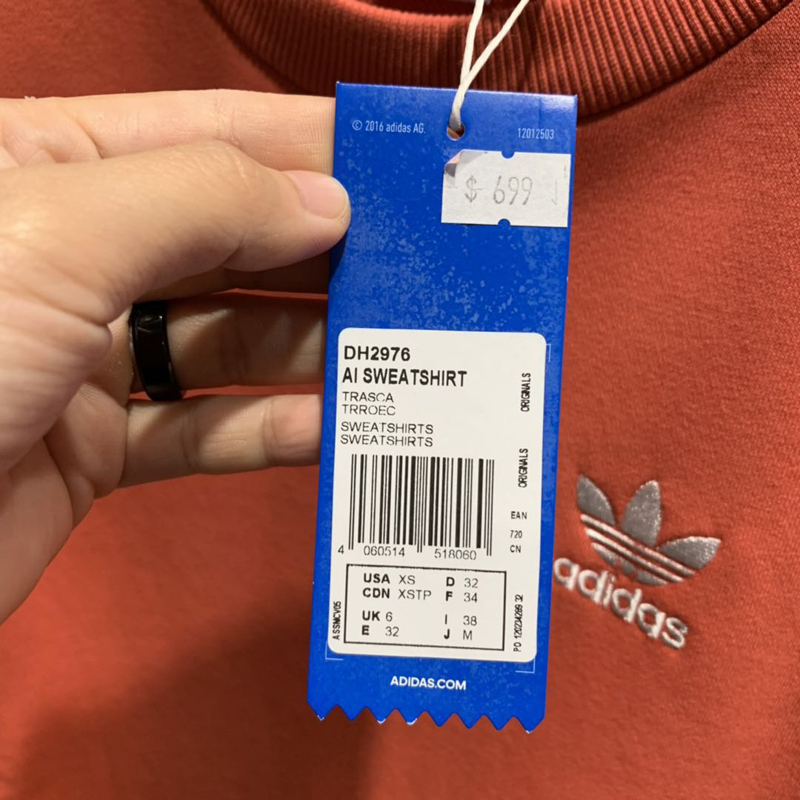 © 2016 adidas AG.
12012503
$ 699
DH2976
AI SWEATSHIRT
TRASCA
TRROEC
SWEATSHIRTS
SWEATSHIRTS
ORIGINALS
ORIGINALS
EAN
720
CN
4 060514 518060
USA XS D 32
CDN XSTP F 34
UK 6 I 38
E 32 J M
ASSMCV05
ADIDAS.COM
adidas